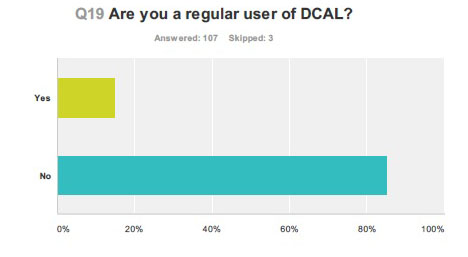 Q19 Are you a regular user of DCAL?
Answered: 107 Skipped: 3
Yes
No
0% 20% 40% 60% 80% 100%